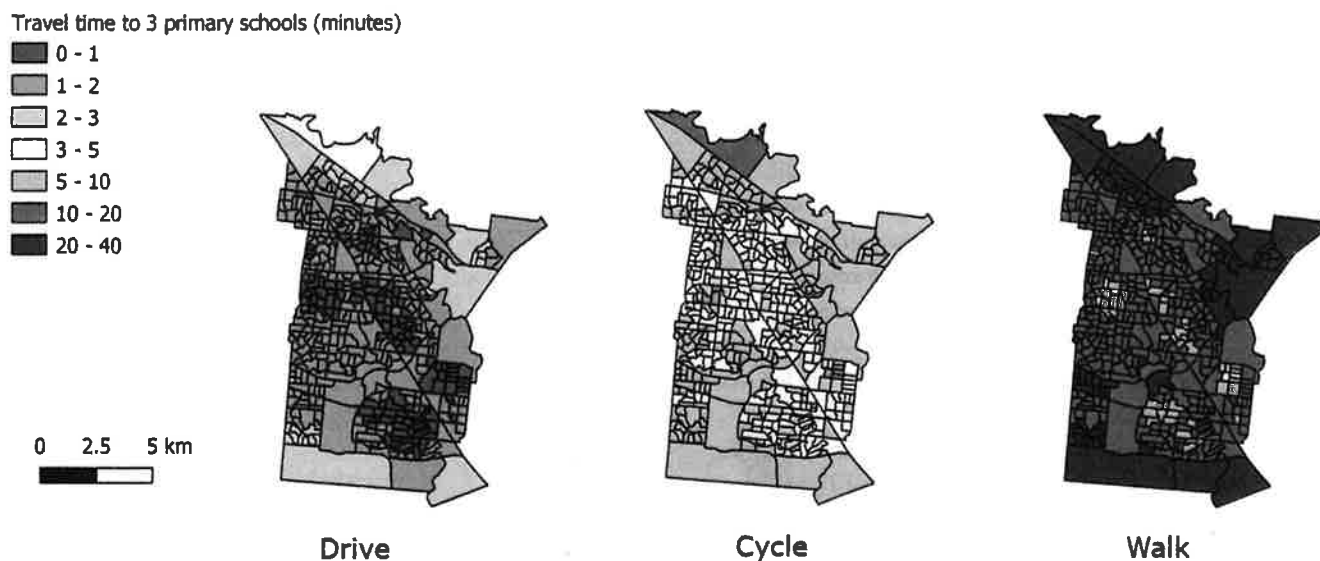 Travel time to 3 primary schools (minutes)
0 - 1
1 - 2
2 - 3
3 - 5
5 - 10
10 - 20
20 - 40
0 2.5 5 km
Drive Cycle Walk